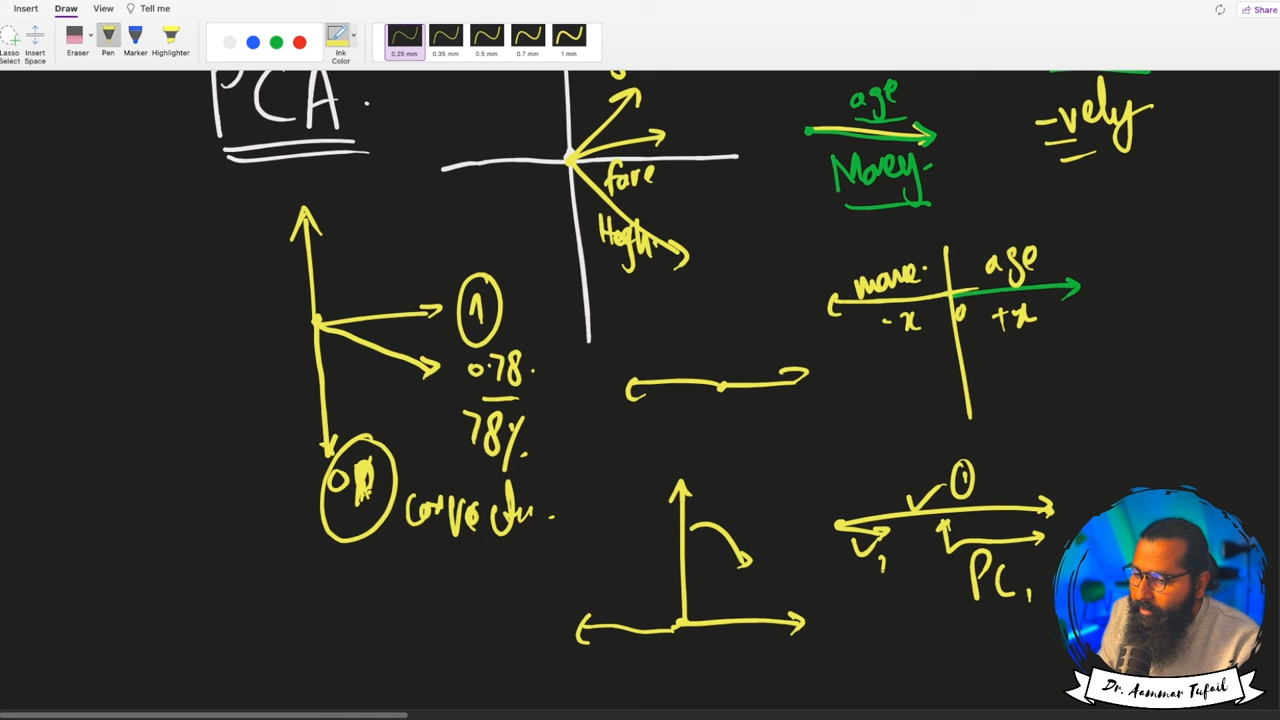 Insert Draw View Tell me
Share
Lasso Select
Insert Space
Eraser
Pen
Marker
Highlighter
Ink Color
0.25 mm
0.35 mm
0.5 mm
0.7 mm
1 mm
PCA.
fare
age
Money.
-vely
1
0.78.
78%.
0
age
-x
0
+x
1
PC1
Dr. Aammar Tufail